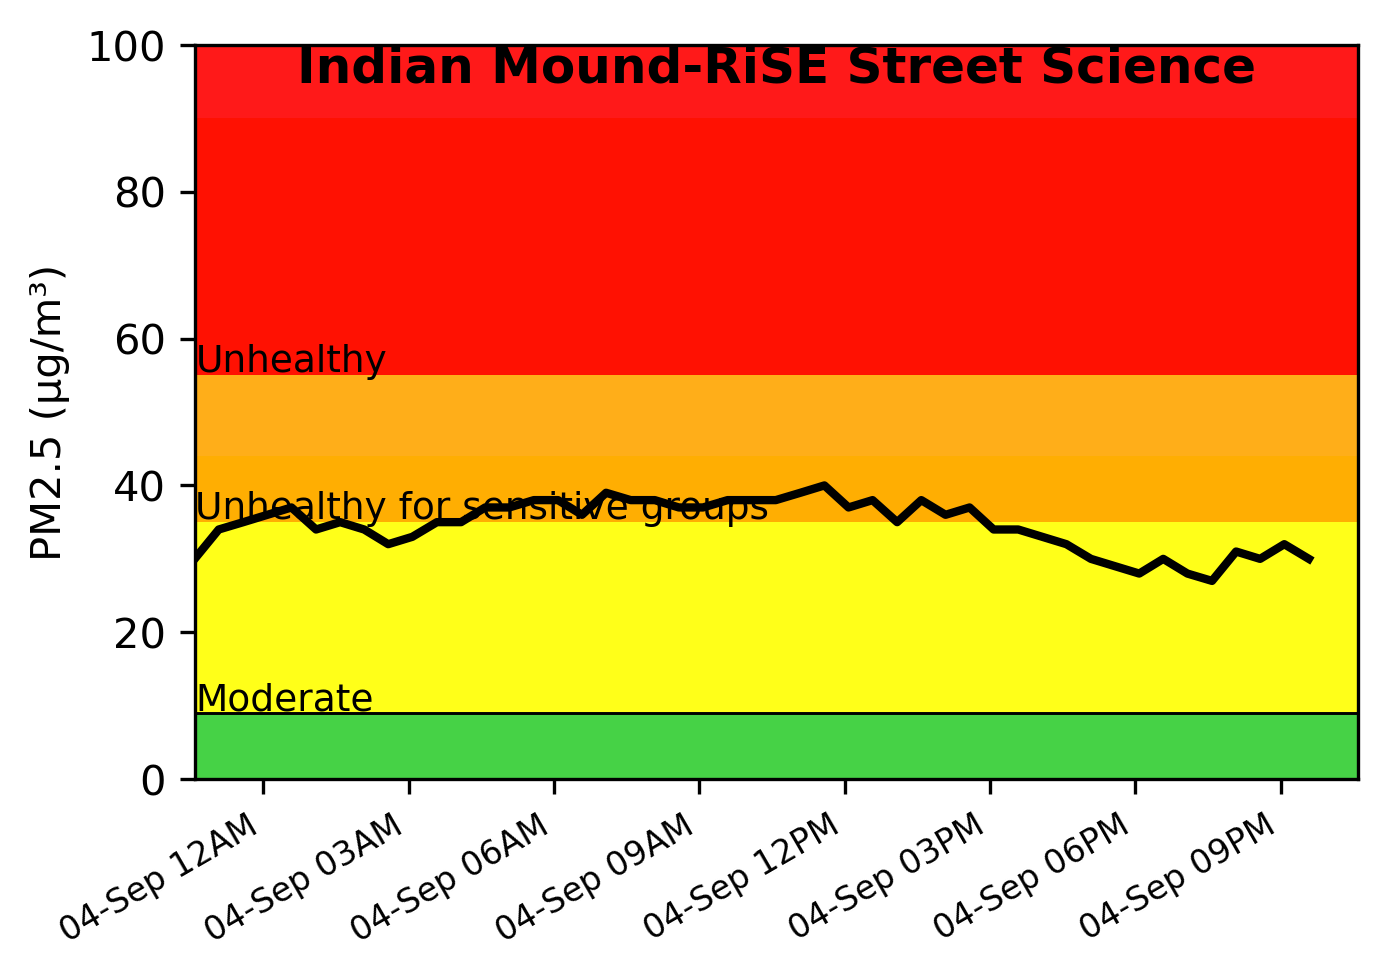 Indian Mound-RiSE Street Science
100
80
60
40
20
0
PM2.5 (µg/m³)
Unhealthy
Unhealthy for sensitive groups
Moderate
04-Sep 12AM
04-Sep 03AM
04-Sep 06AM
04-Sep 09AM
04-Sep 12PM
04-Sep 03PM
04-Sep 06PM
04-Sep 09PM